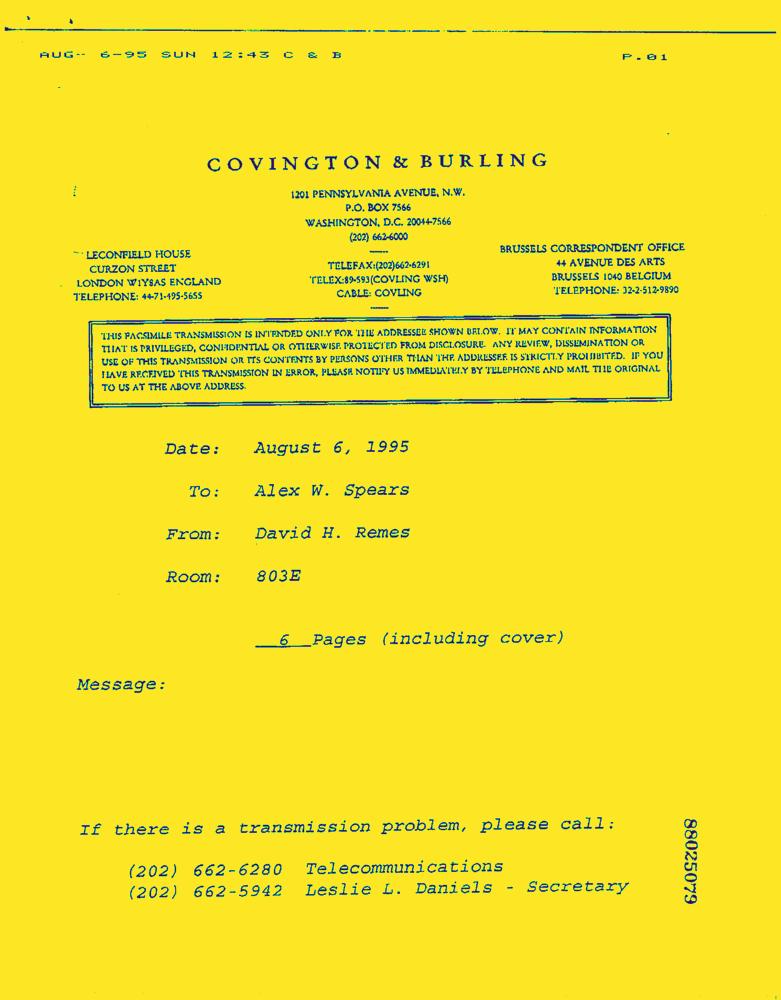 AUG-- 6-95 SUN 12:43 C & B P.01
COVINGTON & BURLING
1201 PENNSYLVANIA AVENUE, N.W.
P.O. BOX 7566
WASHINGTON, D.C. 20044-7566
(202) 662-6000
LECONFIELD HOUSE
CURZON STREET
LONDON W1Y8AS ENGLAND
TELEPHONE: 44-71-495-5655
TELEFAX:(202)662-6291
TELEX:89-593(COVLING WSH)
CABLE: COVLING
BRUSSELS CORRESPONDENT OFFICE
44 AVENUE DES ARTS
BRUSSELS 1040 BELGIUM
TELEPHONE: 32-2-512-9890
THIS FACSIMILE TRANSMISSION IS INTENDED ONLY FOR THE ADDRESSEE SHOWN BELOW. IT MAY CONTAIN INFORMATION
THAT IS PRIVILEGED, CONFIDENTIAL OR OTHERWISE PROTECTED FROM DISCLOSURE. ANY REVIEW, DISSEMINATION OR
USE OF THIS TRANSMISSION OR ITS CONTENTS BY PERSONS OTHER THAN THE ADDRESSEE IS STRICTLY PROHIBITED. IF YOU
HAVE RECEIVED THIS TRANSMISSION IN ERROR, PLEASE NOTIFY US IMMEDIATELY BY TELEPHONE AND MAIL THE ORIGINAL
TO US AT THE ABOVE ADDRESS.
Date: August 6, 1995
To: Alex W. Spears
From: David H. Remes
Room: 803E
6 Pages (including cover)
Message:
If there is a transmission problem, please call:
(202) 662-6280 Telecommunications
(202) 662-5942 Leslie L. Daniels - Secretary
88025079